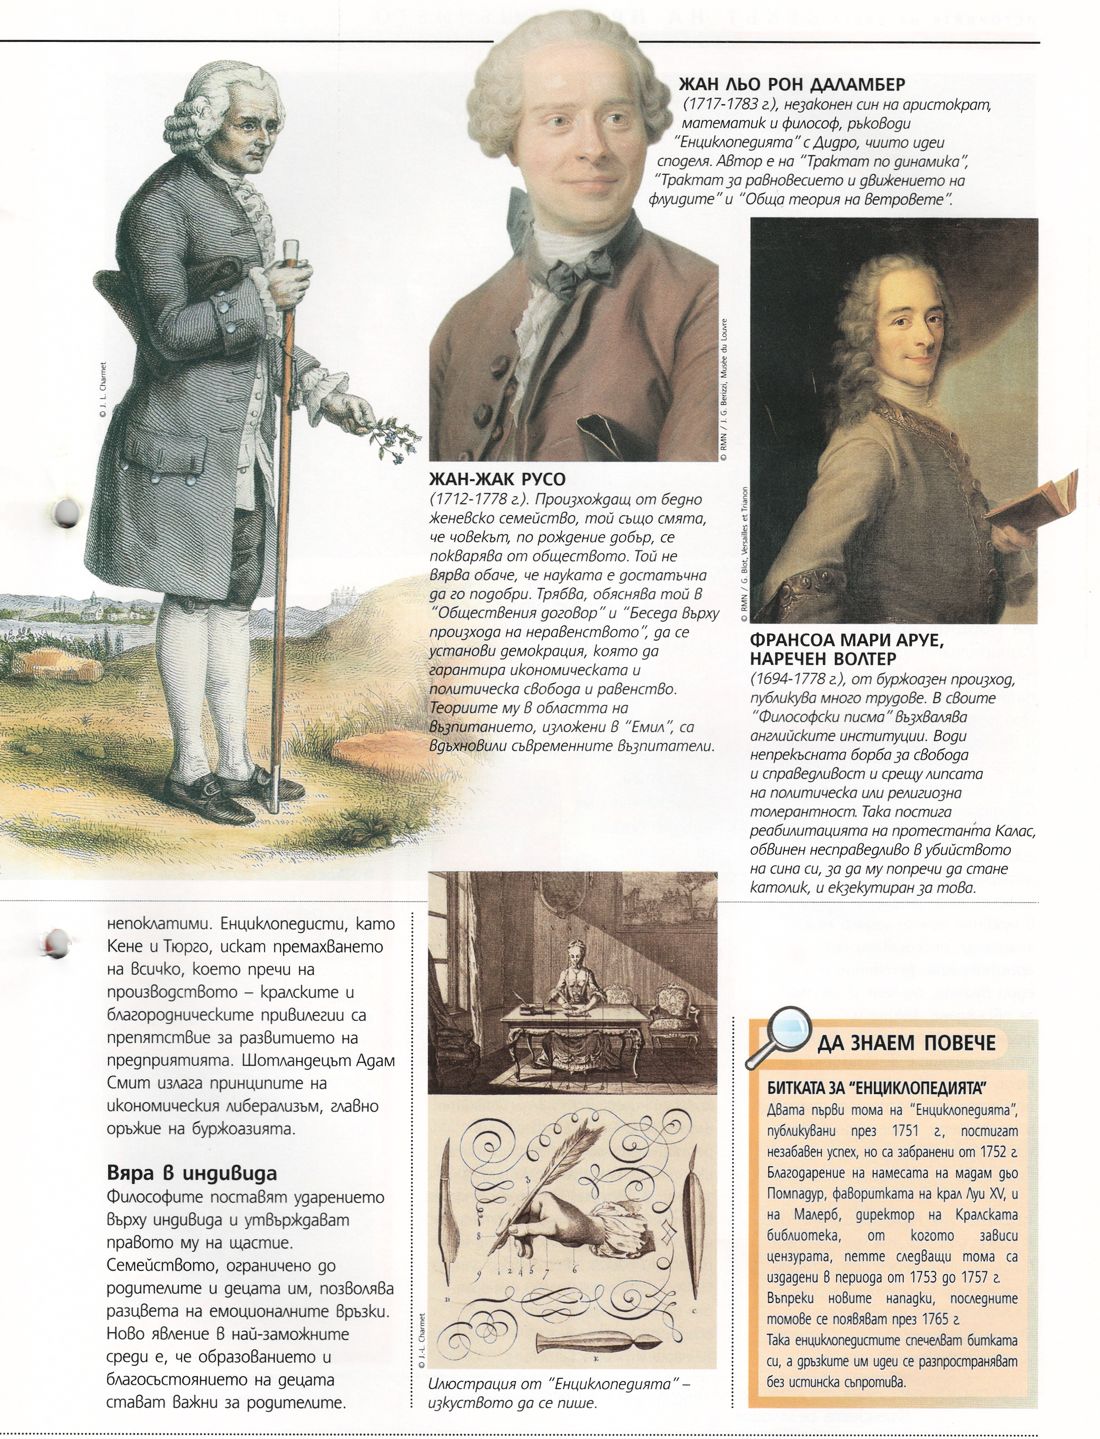 ЖАН ЛЬО РОН ДАЛАМБЕР
(1717-1783 г.), незаконен син на аристократ,
математик и философ, ръководи
“Енциклопедията” с Дидро, чиито идеи
споделя. Автор е на “Трактат по динамика”,
“Трактат за равновесието и движението на
флуидите” и “Обща теория на ветровете”.
© J. L. Charmet
© RMN / J. G. Berizzi, Musée du Louvre
© RMN / G. Blot, Versailles et Trianon
ЖАН-ЖАК РУСО
(1712-1778 г.). Произхождащ от бедно
женевско семейство, той също смята,
че човекът, по рождение добър, се
покварява от обществото. Той не
вярва обаче, че науката е достатъчна
да го подобри. Трябва, обяснява той в
“Обществения договор” и “Беседа върху
произхода на неравенството”, да се
установи демокрация, която да
гарантира икономическата и
политическа свобода и равенство.
Теориите му в областта на
възпитанието, изложени в “Емил”, са
вдъхновили съвременните възпитатели.
ФРАНСОА МАРИ АРУЕ,
НАРЕЧЕН ВОЛТЕР
(1694-1778 г.), от буржоазен произход,
публикува много трудове. В своите
“Философски писма” възхвалява
английските институции. Води
непрекъсната борба за свобода
и справедливост и срещу липсата
на политическа или религиозна
толерантност. Така постига
реабилитацията на протестанта Калас,
обвинен несправедливо в убийството
на сина си, за да му попречи да стане
католик, и екзекутиран за това.
непоклатими. Енциклопедисти, като
Кене и Тюрго, искат премахването
на всичко, което пречи на
производството – кралските и
благородническите привилегии са
препятствие за развитието на
предприятията. Шотландецът Адам
Смит излага принципите на
икономическия либерализъм, главно
оръжие на буржоазията.
Вяра в индивида
Философите поставят ударението
върху индивида и утвърждават
правото му на щастие.
Семейството, ограничено до
родителите и децата им, позволява
разцвета на емоционалните връзки.
Ново явление в най-заможните
среди е, че образованието и
благосъстоянието на децата
стават важни за родителите.
© J.-L. Charmet
Илюстрация от “Енциклопедията” –
изкуството да се пише.
ДА ЗНАЕМ ПОВЕЧЕ
БИТКАТА ЗА “ЕНЦИКЛОПЕДИЯТА”
Двата първи тома на “Енциклопедията”,
публикувани през 1751 г., постигат
незабавен успех, но са забранени от 1752 г.
Благодарение на намесата на мадам дьо
Помпадур, фаворитката на крал Луи XV, и
на Малерб, директор на Кралската
библиотека, от когото зависи
цензурата, петте следващи тома са
издадени в периода от 1753 до 1757 г.
Въпреки новите нападки, последните
томове се появяват през 1765 г.
Така енциклопедистите спечелват битката
си, а дръзките им идеи се разпространяват
без истинска съпротива.